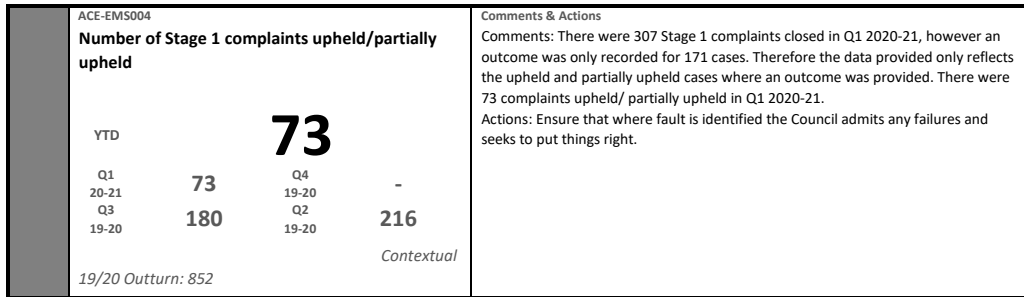 ACE-EMS004
Number of Stage 1 complaints upheld/partially
upheld
YTD 73
Q1 20-21 73 Q4 19-20 -
Q3 19-20 180 Q2 19-20 216
Contextual
19/20 Outturn: 852
Comments & Actions
Comments: There were 307 Stage 1 complaints closed in Q1 2020-21, however an
outcome was only recorded for 171 cases. Therefore the data provided only reflects
the upheld and partially upheld cases where an outcome was provided. There were
73 complaints upheld/ partially upheld in Q1 2020-21.
Actions: Ensure that where fault is identified the Council admits any failures and
seeks to put things right.